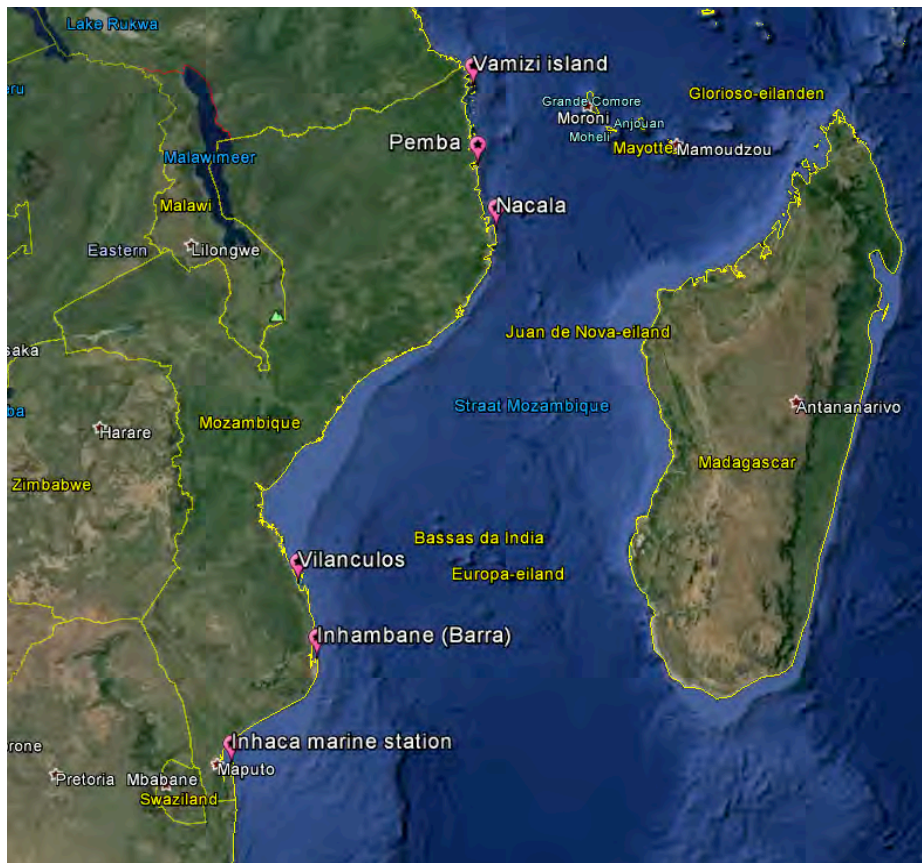 Lake Rukwa
Vamizi island
eru
Glorioso-eilanden
Grande Comore
Moroni
Anjouan
Moheli
Pemba
Mayotte
Mamoudzou
Malawimeer
Malawi
Nacala
Eastern
Lilongwe
Juan de Nova-eiland
saka
Straat Mozambique
Antananarivo
ba
Mozambique
Harare
Madagascar
Zimbabwe
Bassas da India
Vilanculos
Europa-eiland
Inhambane (Barra)
Inhaca marine station
orone
Maputo
Pretoria
Mbabane
Swaziland